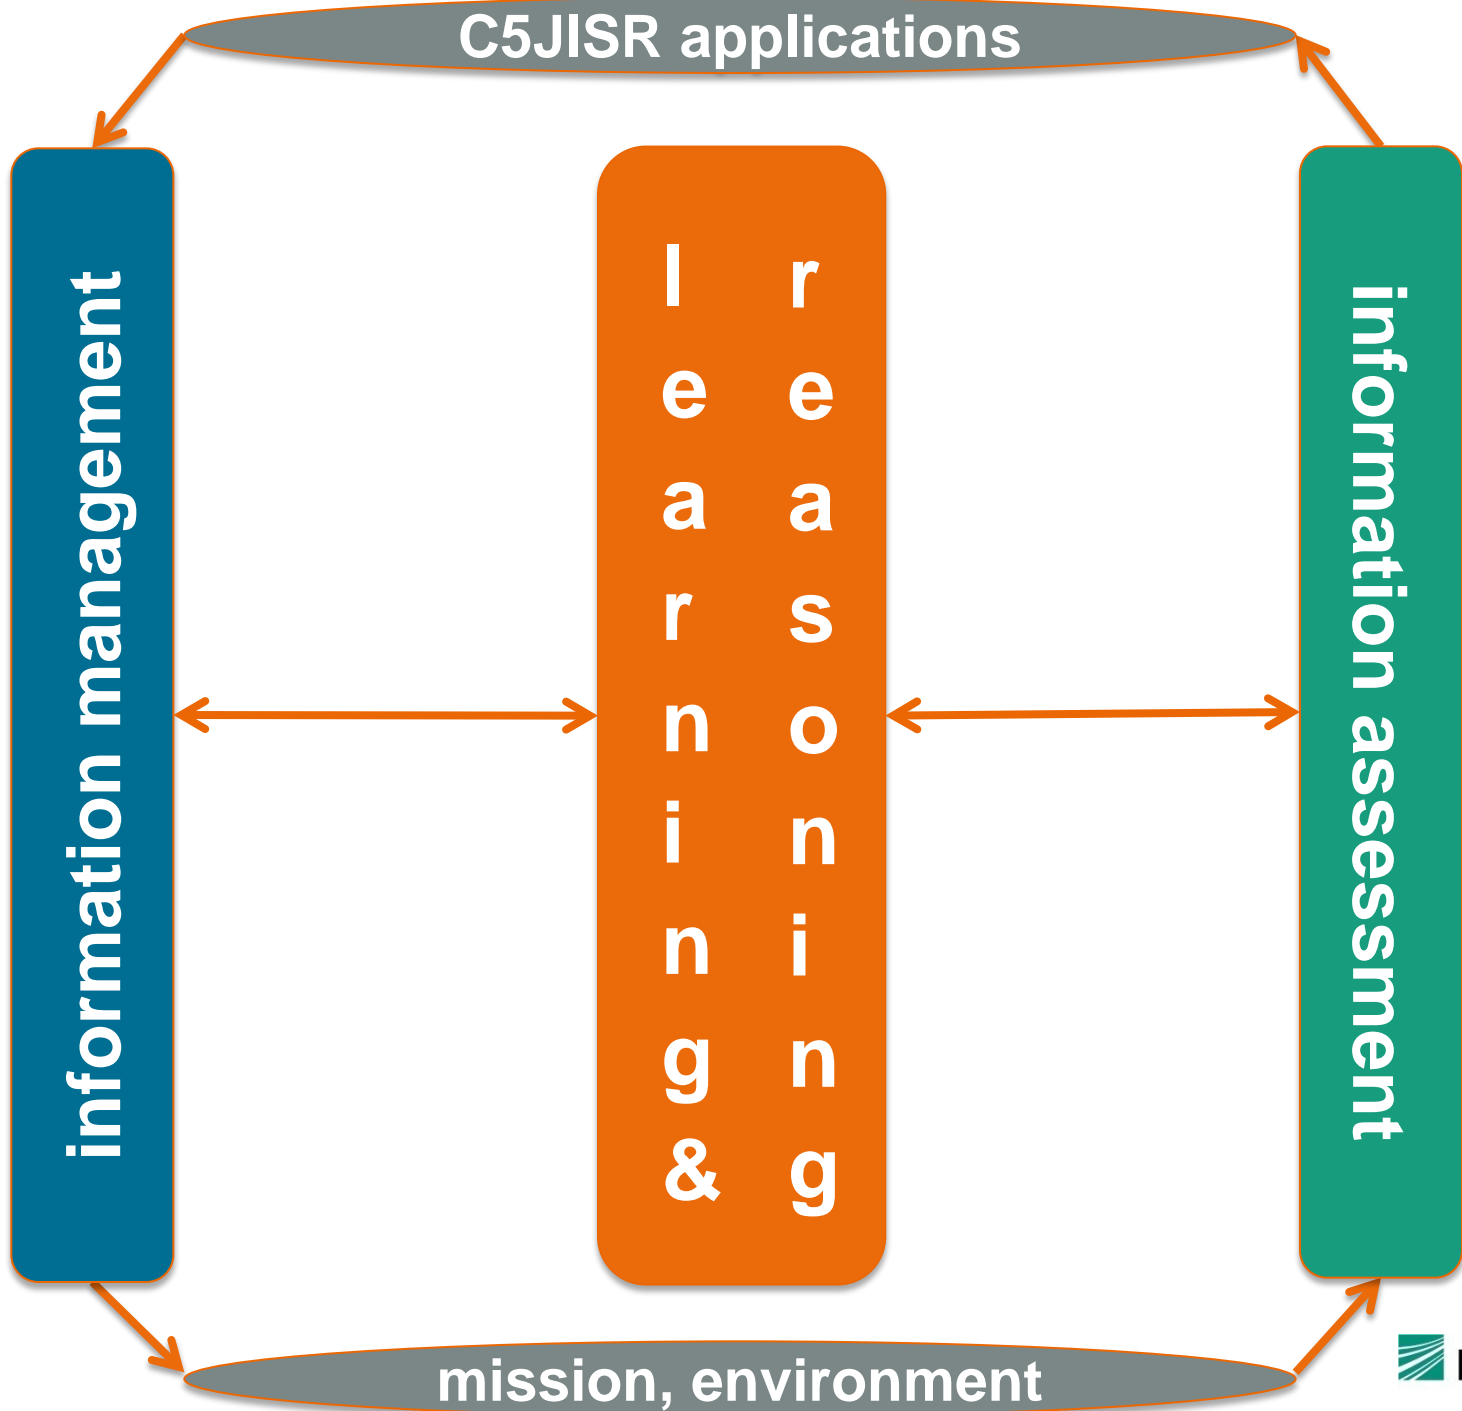 C5JISR applications
information management
learning &
reasoning
information assessment
mission, environment